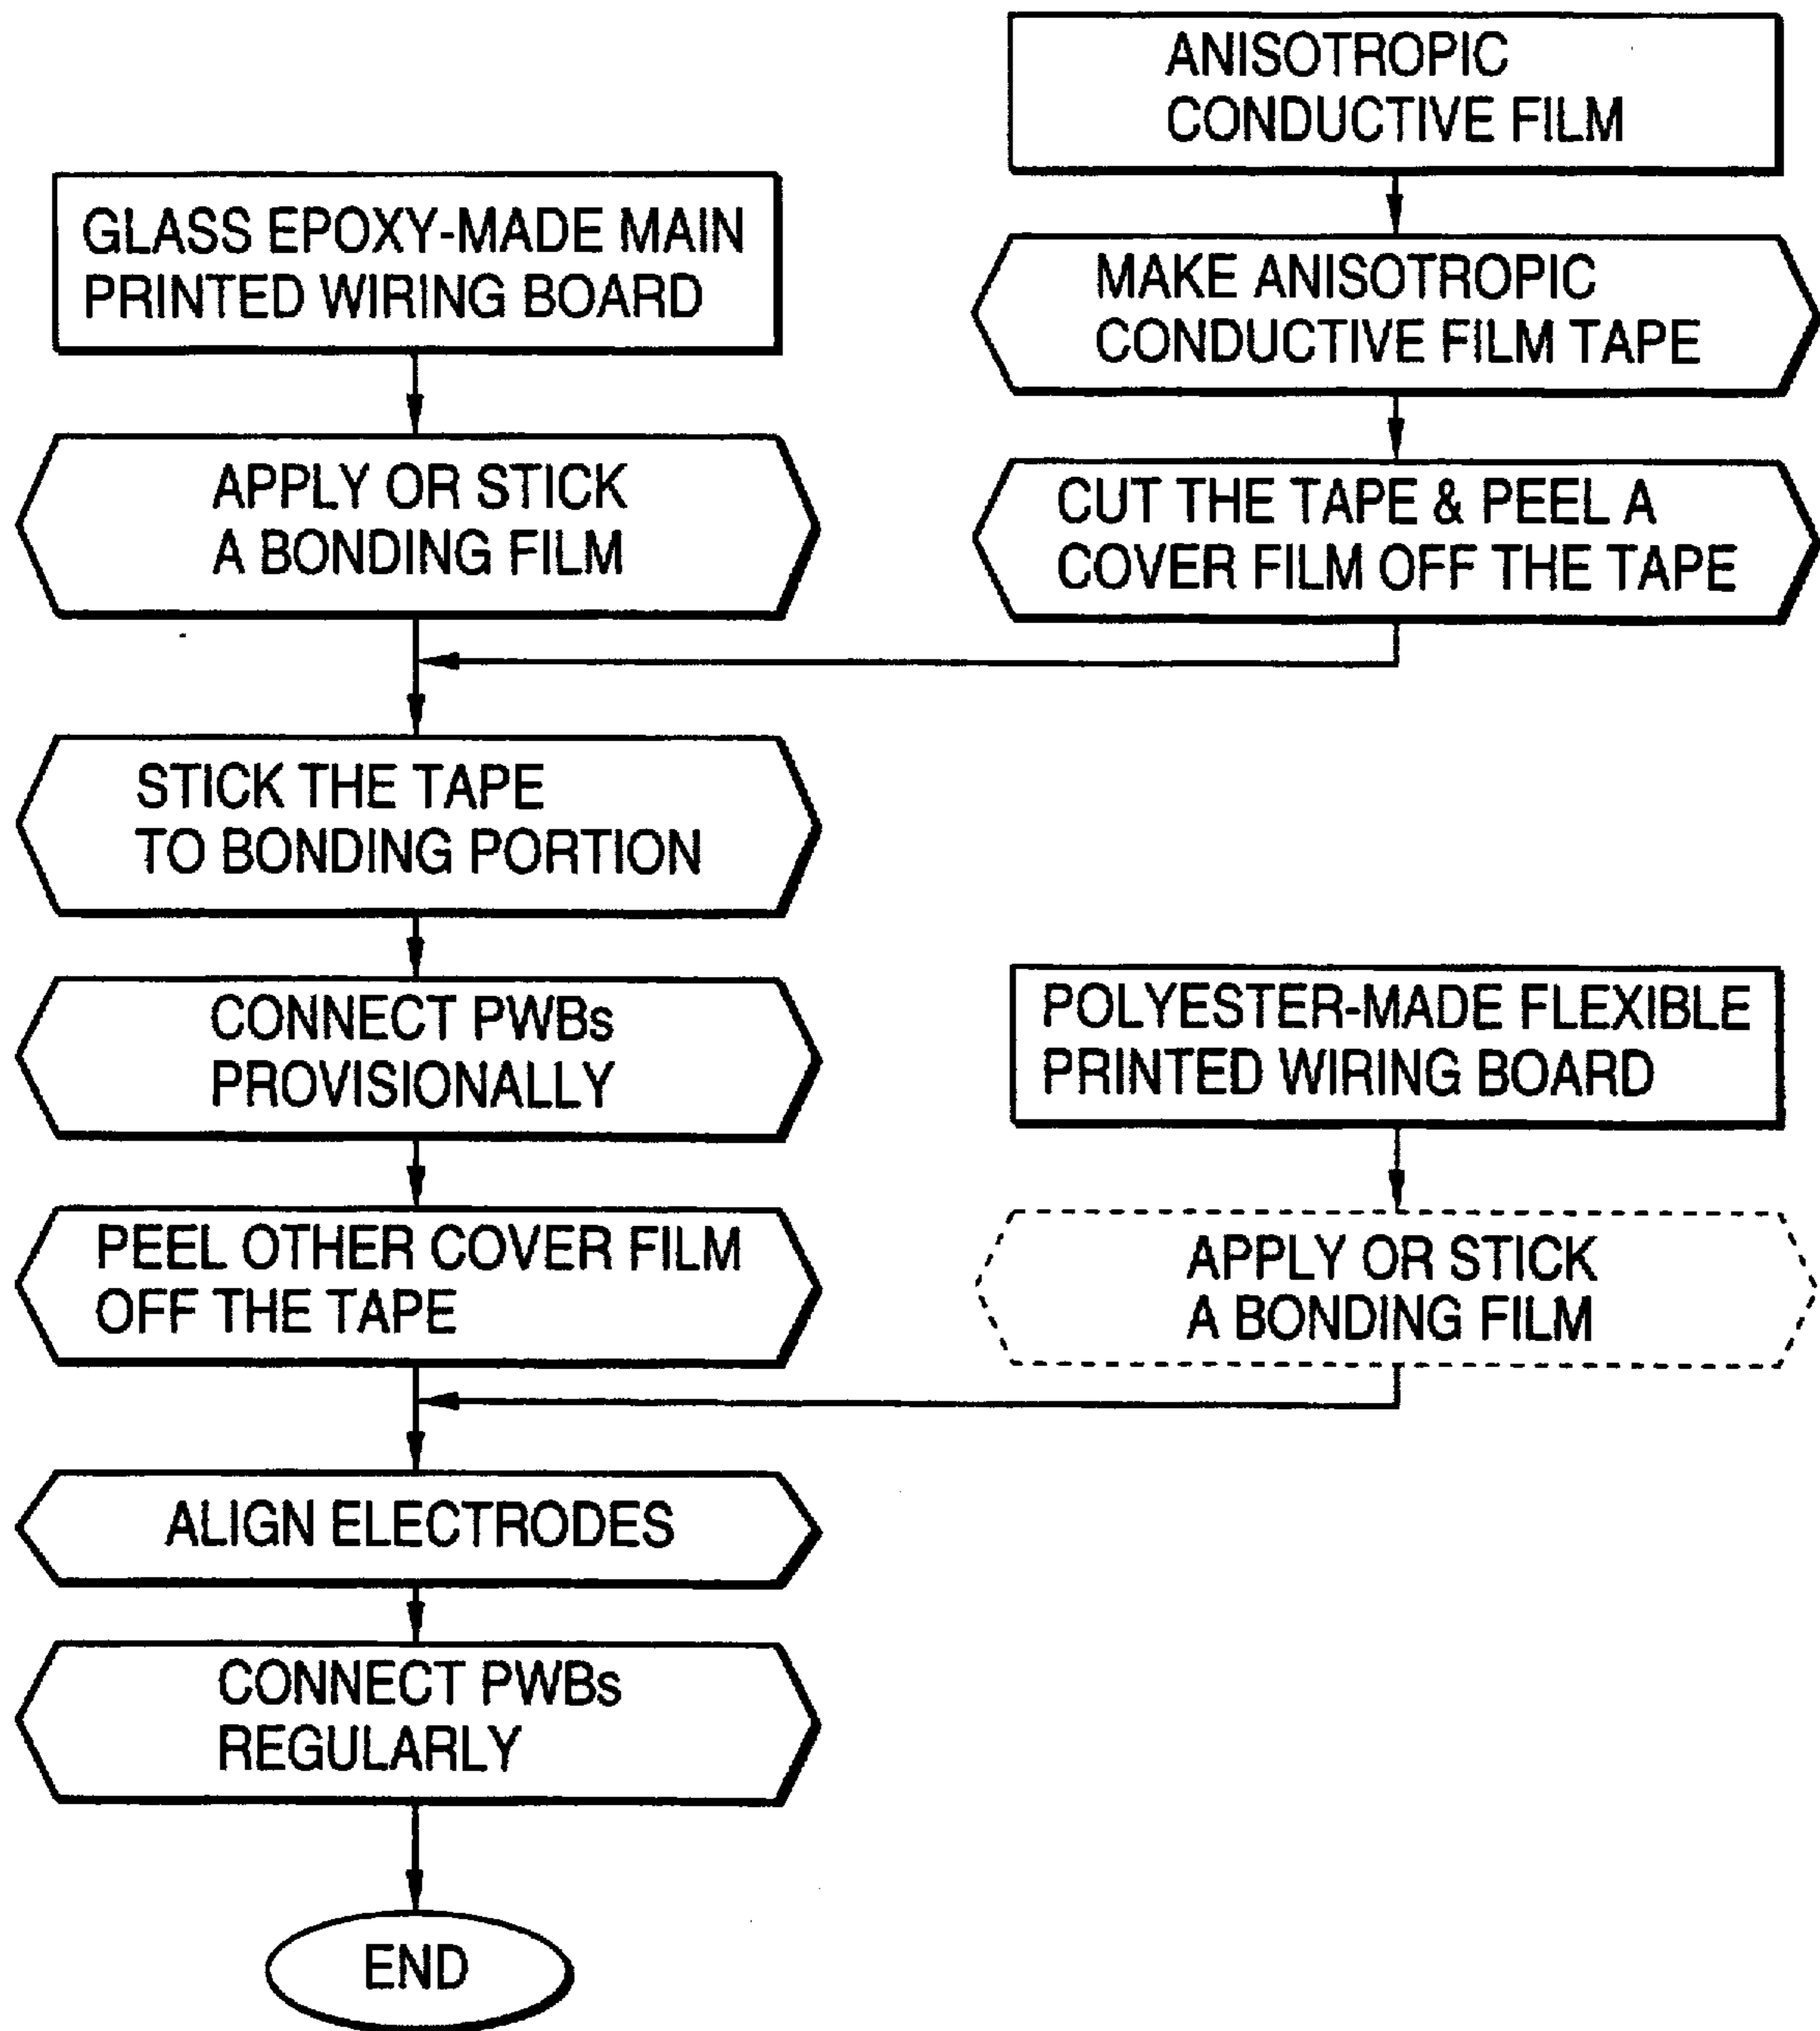 ANISOTROPIC
CONDUCTIVE FILM
GLASS EPOXY-MADE MAIN
PRINTED WIRING BOARD
MAKE ANISOTROPIC
CONDUCTIVE FILM TAPE
APPLY OR STICK
A BONDING FILM
CUT THE TAPE & PEEL A
COVER FILM OFF THE TAPE
STICK THE TAPE
TO BONDING PORTION
CONNECT PWBs
PROVISIONALLY
POLYESTER-MADE FLEXIBLE
PRINTED WIRING BOARD
PEEL OTHER COVER FILM
OFF THE TAPE
APPLY OR STICK
A BONDING FILM
ALIGN ELECTRODES
CONNECT PWBs
REGULARLY
END